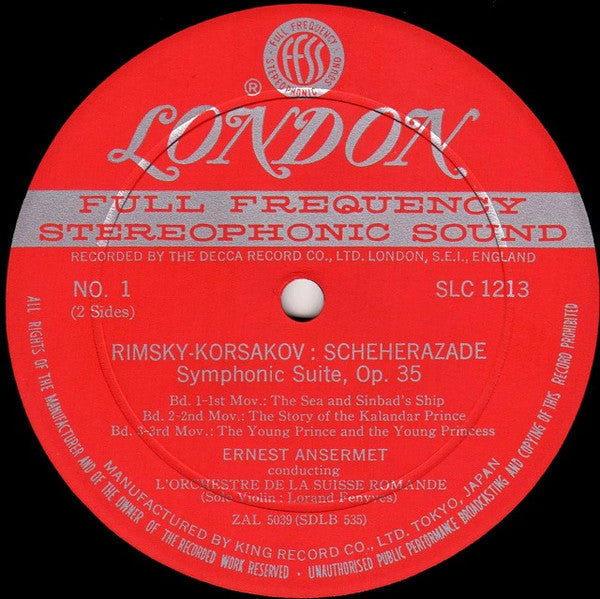 FULL FREQUENCY
FFSS
STEREOPHONIC SOUND
®
LONDON
FULL FREQUENCY
STEREOPHONIC SOUND
RECORDED BY THE DECCA RECORD CO., LTD. LONDON, S.E.I., ENGLAND
NO. 1
SLC 1213
(2 Sides)
RIMSKY-KORSAKOV : SCHEHERAZADE
Symphonic Suite, Op. 35
Bd. 1-1st Mov.: The Sea and Sinbad's Ship
Bd. 2-2nd Mov.: The Story of the Kalandar Prince
Bd. 3-3rd Mov.: The Young Prince and the Young Princess
ERNEST ANSERMET
conducting
L'ORCHESTRE DE LA SUISSE ROMANDE
(Solo Violin : Lorand Fenyves)
ZAL 5039 (SDLB 535)
MANUFACTURED BY KING RECORD CO., LTD. TOKYO, JAPAN
ALL RIGHTS OF THE MANUFACTURER AND OF THE OWNER OF THE RECORDED WORK RESERVED - UNAUTHORISED PUBLIC PERFORMANCE BROADCASTING AND COPYING OF THIS RECORD PROHIBITED